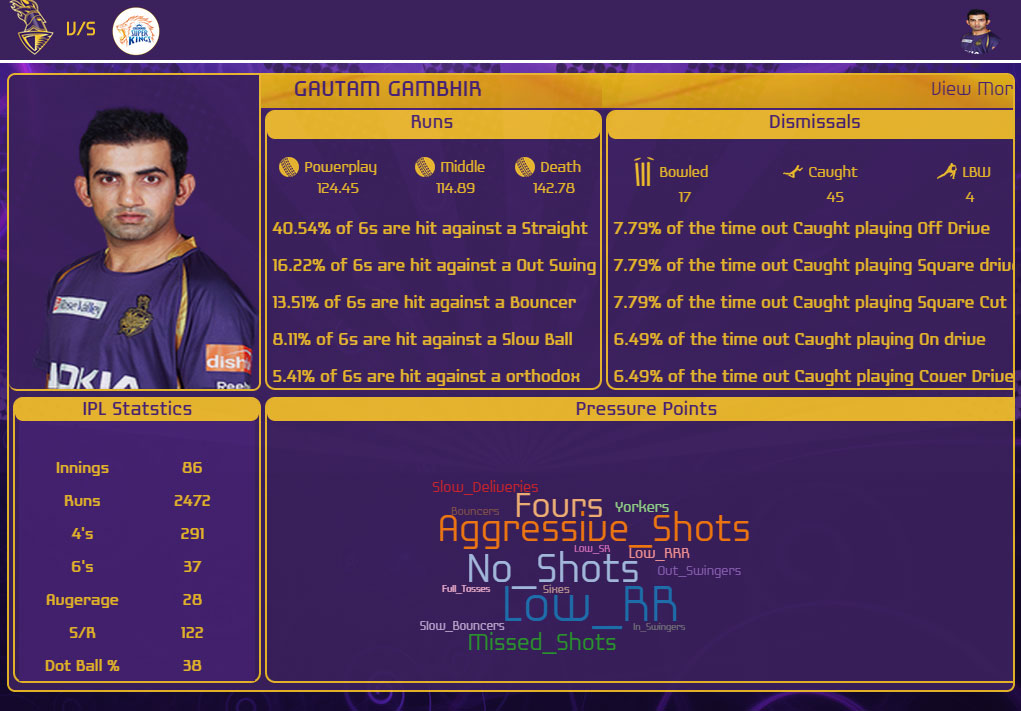 V/S
SUPER
KINGS
GAUTAM GAMBHIR
View Mor
Runs
Powerplay Middle Death
124.45 114.89 142.78
40.54% of 6s are hit against a Straight
16.22% of 6s are hit against a Out Swing
13.51% of 6s are hit against a Bouncer
8.11% of 6s are hit against a Slow Ball
5.41% of 6s are hit against a orthodox
Dismissals
Bowled Caught LBW
17 45 4
7.79% of the time out Caught playing Off Drive
7.79% of the time out Caught playing Square driv
7.79% of the time out Caught playing Square Cut
6.49% of the time out Caught playing On drive
6.49% of the time out Caught playing Cover Drive
Rose Valley
dish
NOKIA
Reeb
IPL Statstics
Innings 86
Runs 2472
4's 291
6's 37
Avgerage 28
S/R 122
Dot Ball % 38
Pressure Points
Slow_Deliveries
Fours Yorkers
Bouncers
Aggressive_Shots
Low_SR Low_RRR
No_Shots Out_Swingers
Full_Tosses Sixes
Low_RR
Slow_Bouncers In_Swingers
Missed_Shots